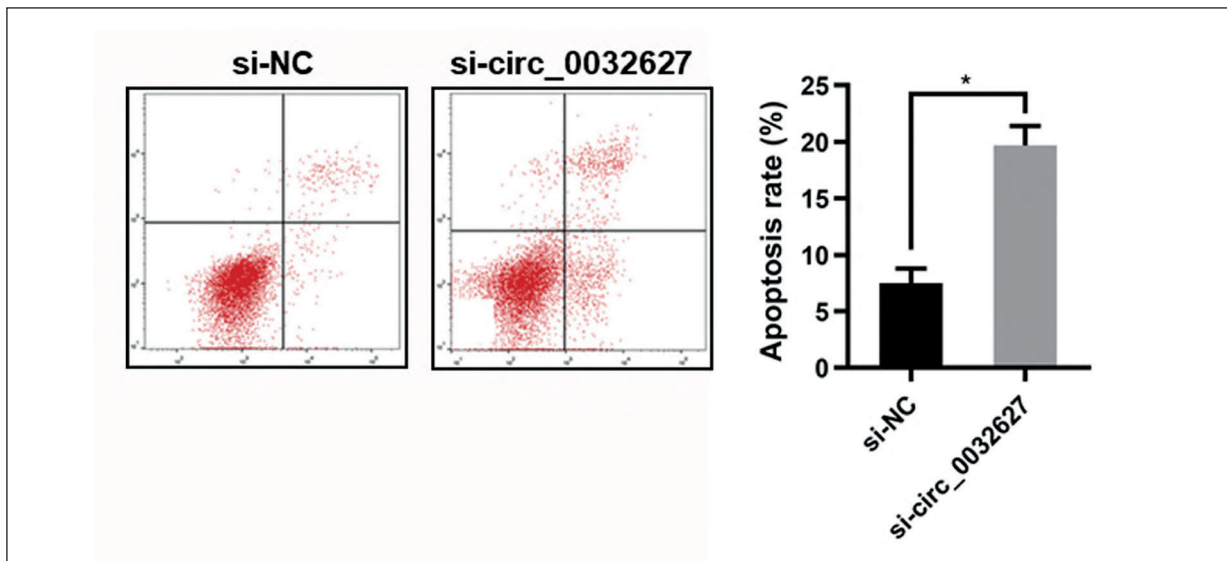 si-NC
si-circ_0032627
*
25
20
15
10
5
0
Apoptosis rate (%)
si-NC
si-circ_0032627